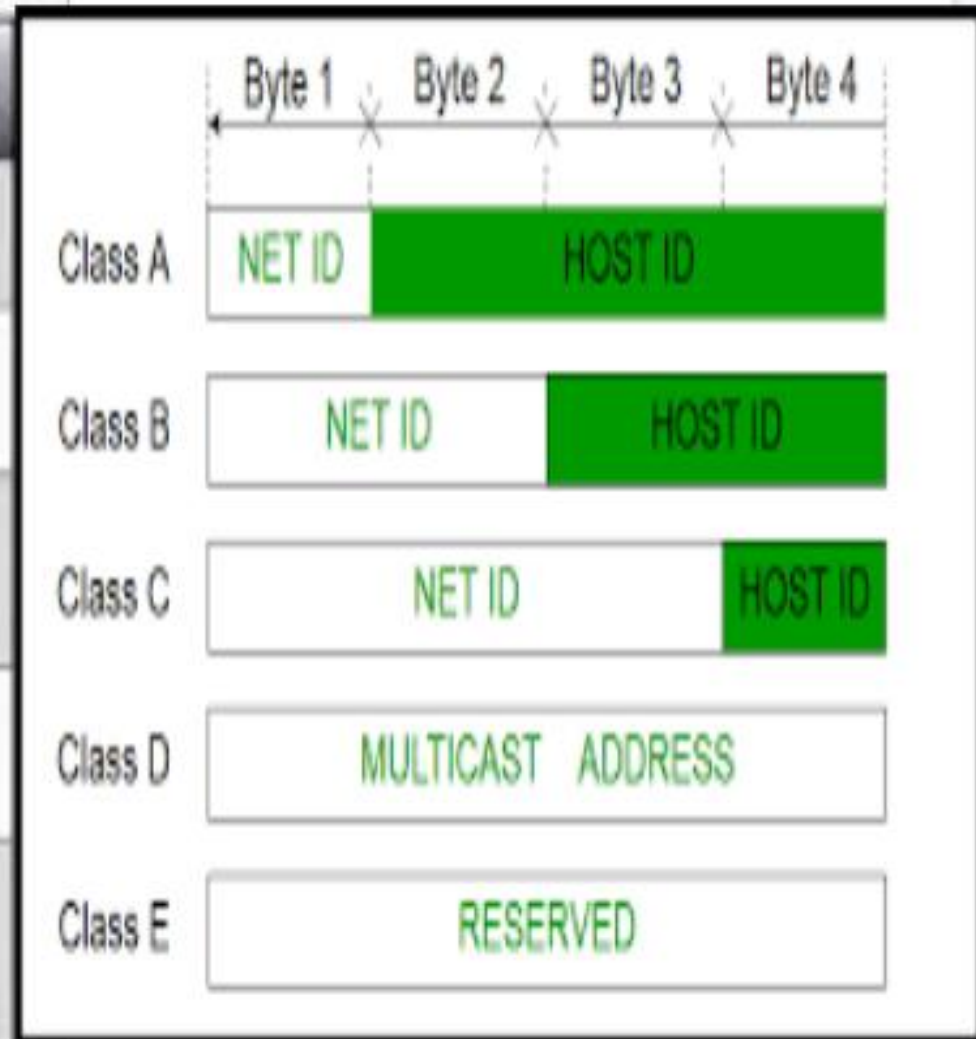 Byte 1 Byte 2 Byte 3 Byte 4
Class A NET ID HOST ID
Class B NET ID HOST ID
Class C NET ID HOST ID
Class D MULTICAST ADDRESS
Class E RESERVED